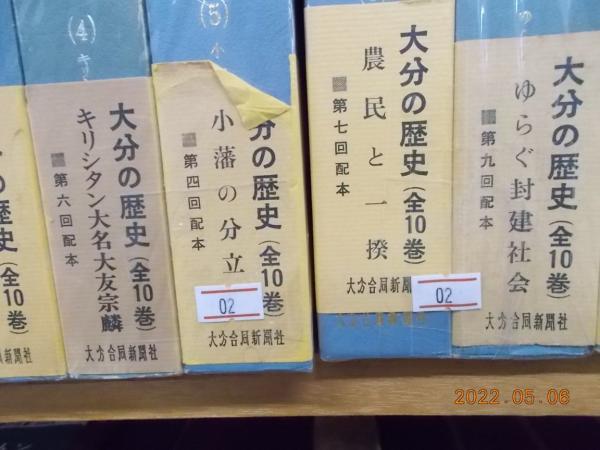 (4)
大分の歴史(全10巻)
キリシタン大名大友宗麟
第六回配本
大分合同新聞社
(5)
小
分の歴史(全10巻)
小藩の分立
第四回配本
大分合同新聞社
02
大分の歴史(全10巻)
農民と一揆
第七回配本
大分合同新聞
02
大分の歴史(全10巻)
ゆらぐ封建社会
第九回配本
大分合同新聞社
史(全10巻)
新聞社
2022.05.06